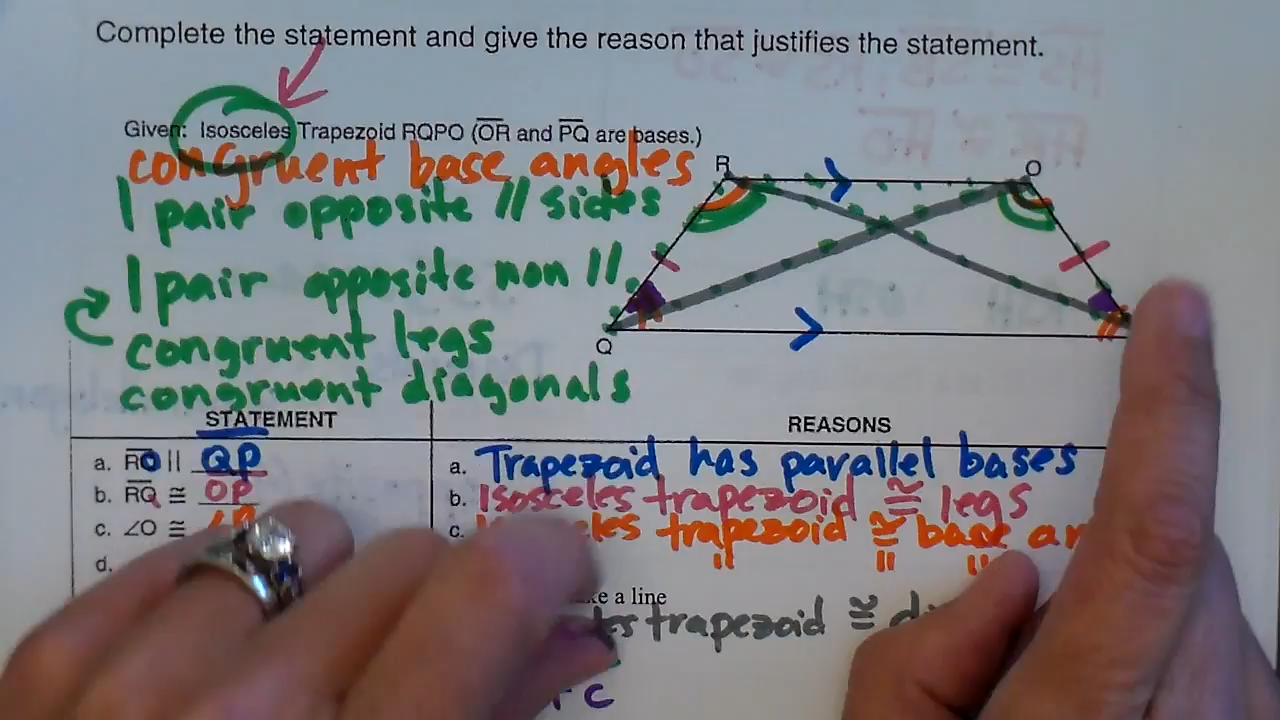 Complete the statement and give the reason that justifies the statement.
Given: Isosceles Trapezoid RQPO (OR and PQ are bases.)
congruent base angles
1 pair opposite // sides
1 pair opposite non //
congruent legs
congruent diagonals
R
O
Q
STATEMENT
REASONS
a. RO || QP
a. Trapezoid has parallel bases
b. RQ ≅ OP
b. Isosceles trapezoid ≅ legs
c. ∠O ≅
c. trapezoid ≅ base
d.
a line
trapezoid ≅